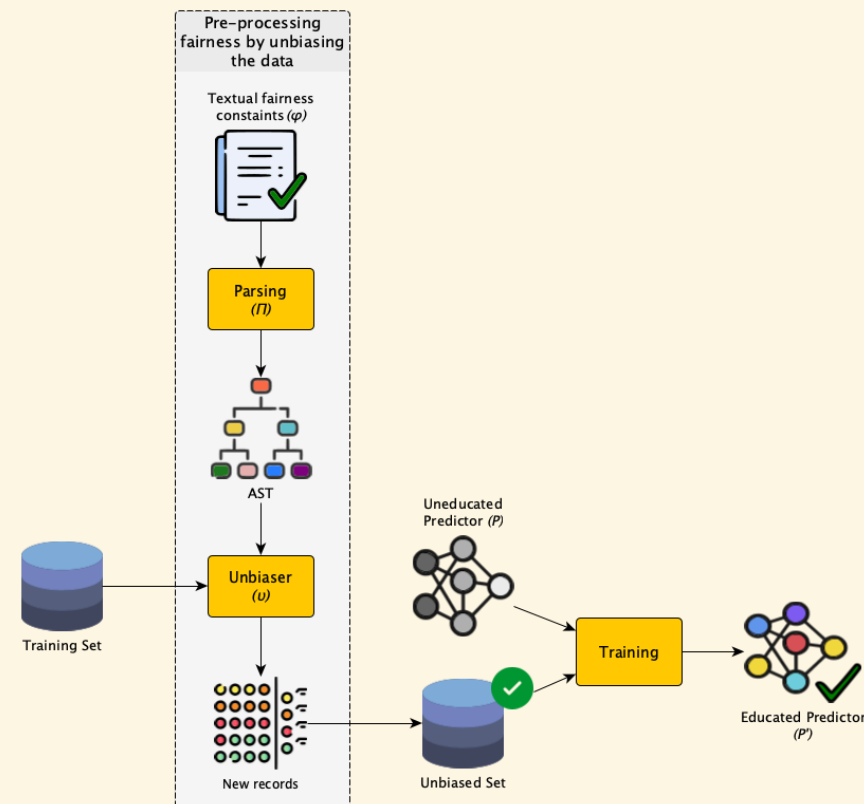 Pre-processing
fairness by unbiasing
the data
Textual fairness
constaints (φ)
Parsing
(Π)
AST
Uneducated
Predictor (P)
Unbiaser
(υ)
Training Set
Training
Educated Predictor
(P')
New records
Unbiased Set